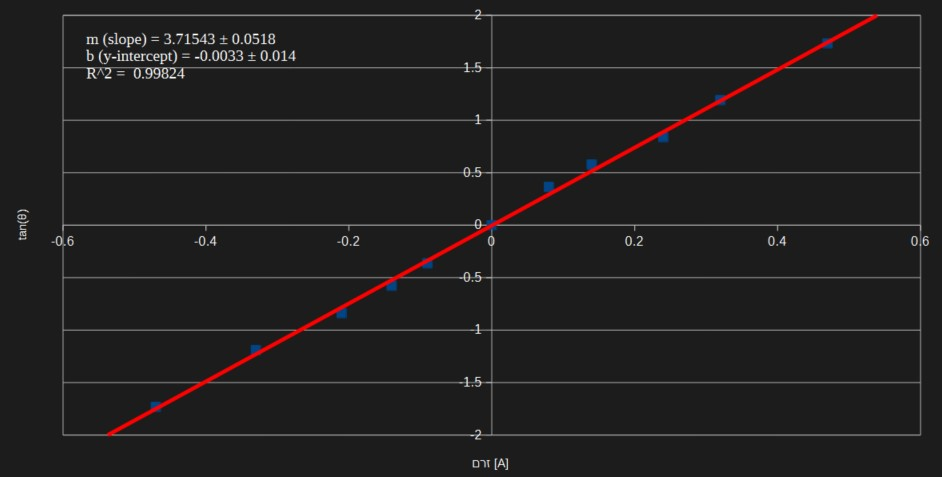 m (slope) = 3.71543 ± 0.0518
b (y-intercept) = -0.0033 ± 0.014
R^2 = 0.99824
2
1.5
1
0.5
0
-0.5
-1
-1.5
-2
-0.6 -0.4 -0.2 0 0.2 0.4 0.6
tan(θ)
זרם [A]